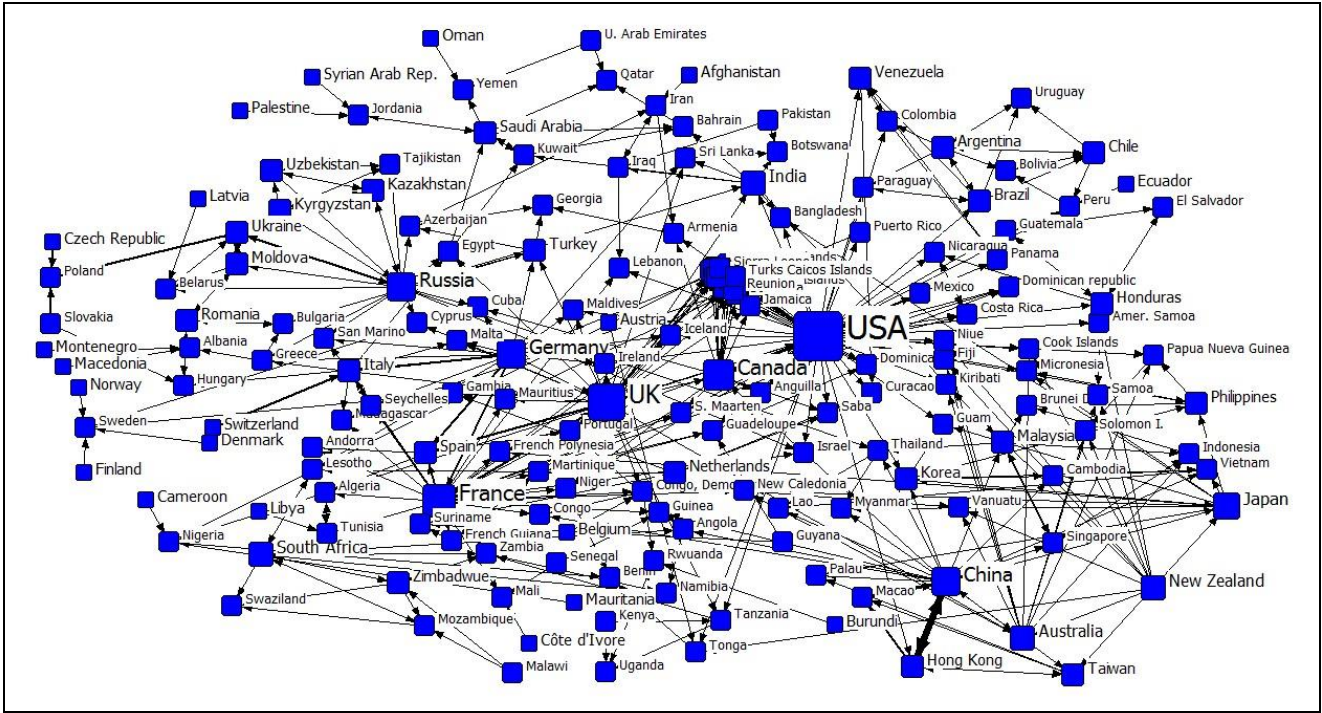 Oman
U. Arab Emirates
Syrian Arab Rep.
Yemen
Qatar
Afghanistan
Venezuela
Palestine
Jordania
Iran
Uruguay
Saudi Arabia
Bahrain
Pakistan
Colombia
Uzbekistan
Tajikistan
Kuwait
Iraq
Sri Lanka
Botswana
Argentina
Chile
Latvia
Kazakhstan
India
Paraguay
Bolivia
Ecuador
Kyrgyzstan
Georgia
Bangladesh
Brazil
Peru
El Salvador
Czech Republic
Ukraine
Azerbaijan
Armenia
Puerto Rico
Guatemala
Poland
Moldova
Egypt
Turkey
Nicaragua
Panama
Belarus
Russia
Lebanon
Turks Caicos Islands
Reunion
Mexico
Dominican republic
Honduras
Slovakia
Romania
Bulgaria
Cuba
Cyprus
Maldives
Jamaica
Costa Rica
Amer. Samoa
Montenegro
Albania
San Marino
Malta
Austria
Iceland
USA
Niue
Cook Islands
Papua Nueva Guinea
Macedonia
Greece
Italy
Germany
Ireland
Canada
Dominica
Fiji
Micronesia
Norway
Hungary
Gambia
Mauritius
UK
Anguilla
Curacao
Kiribati
Samoa
Philippines
Sweden
Switzerland
Seychelles
Madagascar
Portugal
S. Maarten
Saba
Guam
Brunei D
Solomon I.
Denmark
Andorra
Spain
French Polynesia
Guadeloupe
Israel
Thailand
Malaysia
Indonesia
Finland
Lesotho
Martinique
Netherlands
Korea
Cambodia
Vietnam
Cameroon
Algeria
France
Niger
Congo, Demo
New Caledonia
Myanmar
Vanuatu
Japan
Libya
Suriname
Congo
Guinea
Lao
Nigeria
Tunisia
French Guiana
Belgium
Angola
Guyana
Singapore
South Africa
Zambia
Senegal
Rwuanda
Palau
China
New Zealand
Zimbadwue
Benin
Namibia
Macao
Swaziland
Mali
Mauritania
Mozambique
Kenya
Tanzania
Burundi
Australia
Côte d'Ivore
Tonga
Malawi
Uganda
Hong Kong
Taiwan